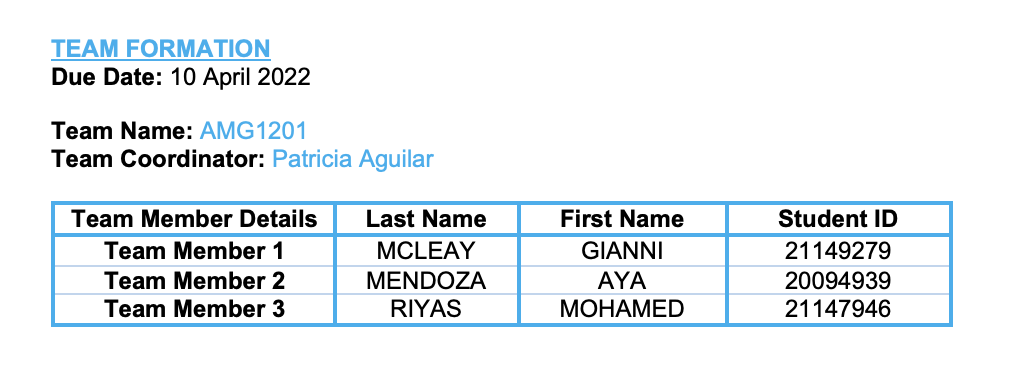 TEAM FORMATION
Due Date: 10 April 2022
Team Name: AMG1201
Team Coordinator: Patricia Aguilar
Team Member Details Last Name First Name Student ID
Team Member 1 MCLEAY GIANNI 21149279
Team Member 2 MENDOZA AYA 20094939
Team Member 3 RIYAS MOHAMED 21147946